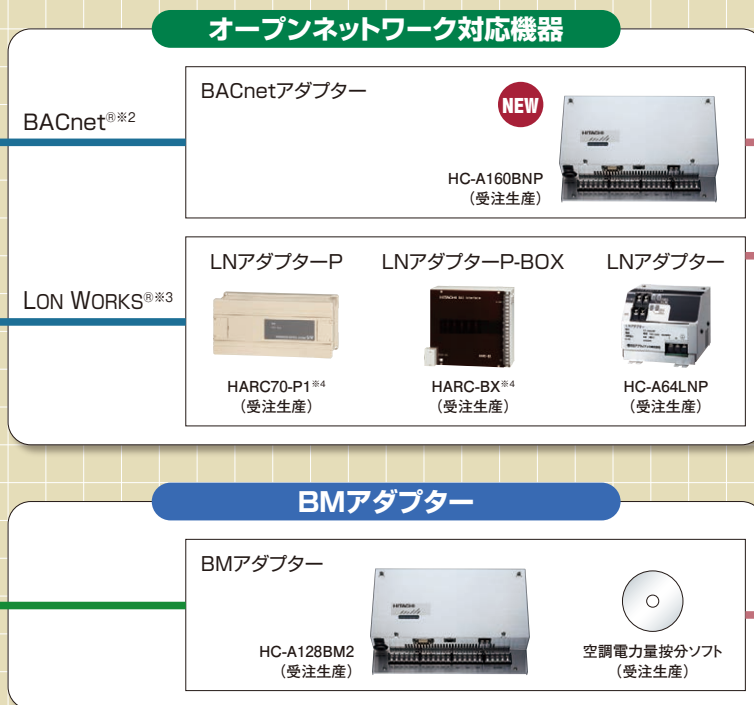 オープンネットワーク対応機器
BACnet®※2
BACnetアダプター
NEW
HITACHI
HC-A160BNP
（受注生産）
LON WORKS®※3
LNアダプターP
HARC70-P1※4
（受注生産）
LNアダプターP-BOX
HARC-BX※4
（受注生産）
LNアダプター
HC-A64LNP
（受注生産）
BMアダプター
BMアダプター
HITACHI
HC-A128BM2
（受注生産）
空調電力量按分ソフト
（受注生産）